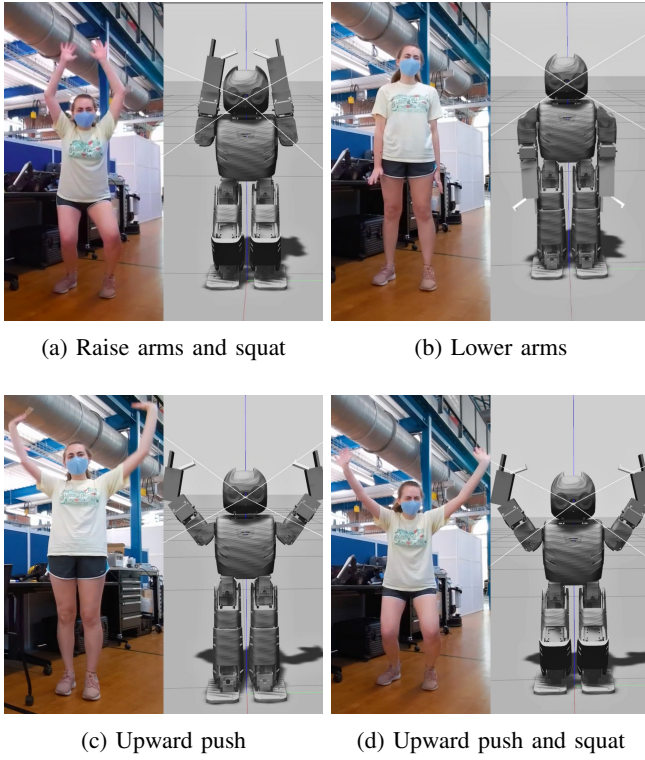 (a) Raise arms and squat
(b) Lower arms
(c) Upward push
(d) Upward push and squat